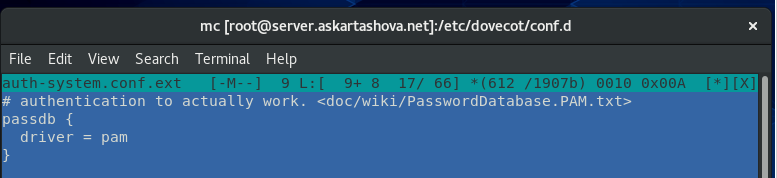 mc [root@server.askartashova.net]:/etc/dovecot/conf.d ×
File Edit View Search Terminal Help
auth-system.conf.ext [-M--] 9 L:[ 9+ 8 17/ 66] *(612 /1907b) 0010 0x00A [*][X]
# authentication to actually work. <doc/wiki/PasswordDatabase.PAM.txt>
passdb {
  driver = pam
}